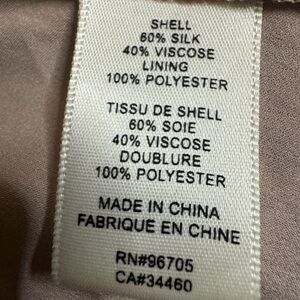 SHELL
60% SILK
40% VISCOSE
LINING
100% POLYESTER
TISSU DE SHELL
60% SOIE
40% VISCOSE
DOUBLURE
100% POLYESTER
MADE IN CHINA
FABRIQUE EN CHINE
RN#96705
CA#34460